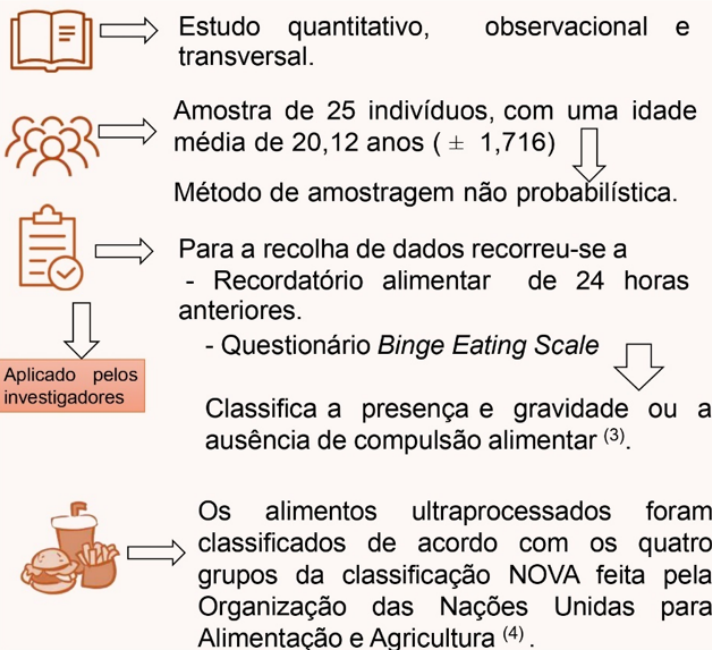 Estudo quantitativo, observacional e
transversal.
Amostra de 25 indivíduos, com uma idade
média de 20,12 anos ( ± 1,716)
Método de amostragem não probabilística.
Para a recolha de dados recorreu-se a
- Recordatório alimentar de 24 horas
anteriores.
- Questionário Binge Eating Scale
Aplicado pelos
investigadores
Classifica a presença e gravidade ou a
ausência de compulsão alimentar (3).
Os alimentos ultraprocessados foram
classificados de acordo com os quatro
grupos da classificação NOVA feita pela
Organização das Nações Unidas para
Alimentação e Agricultura (4) .